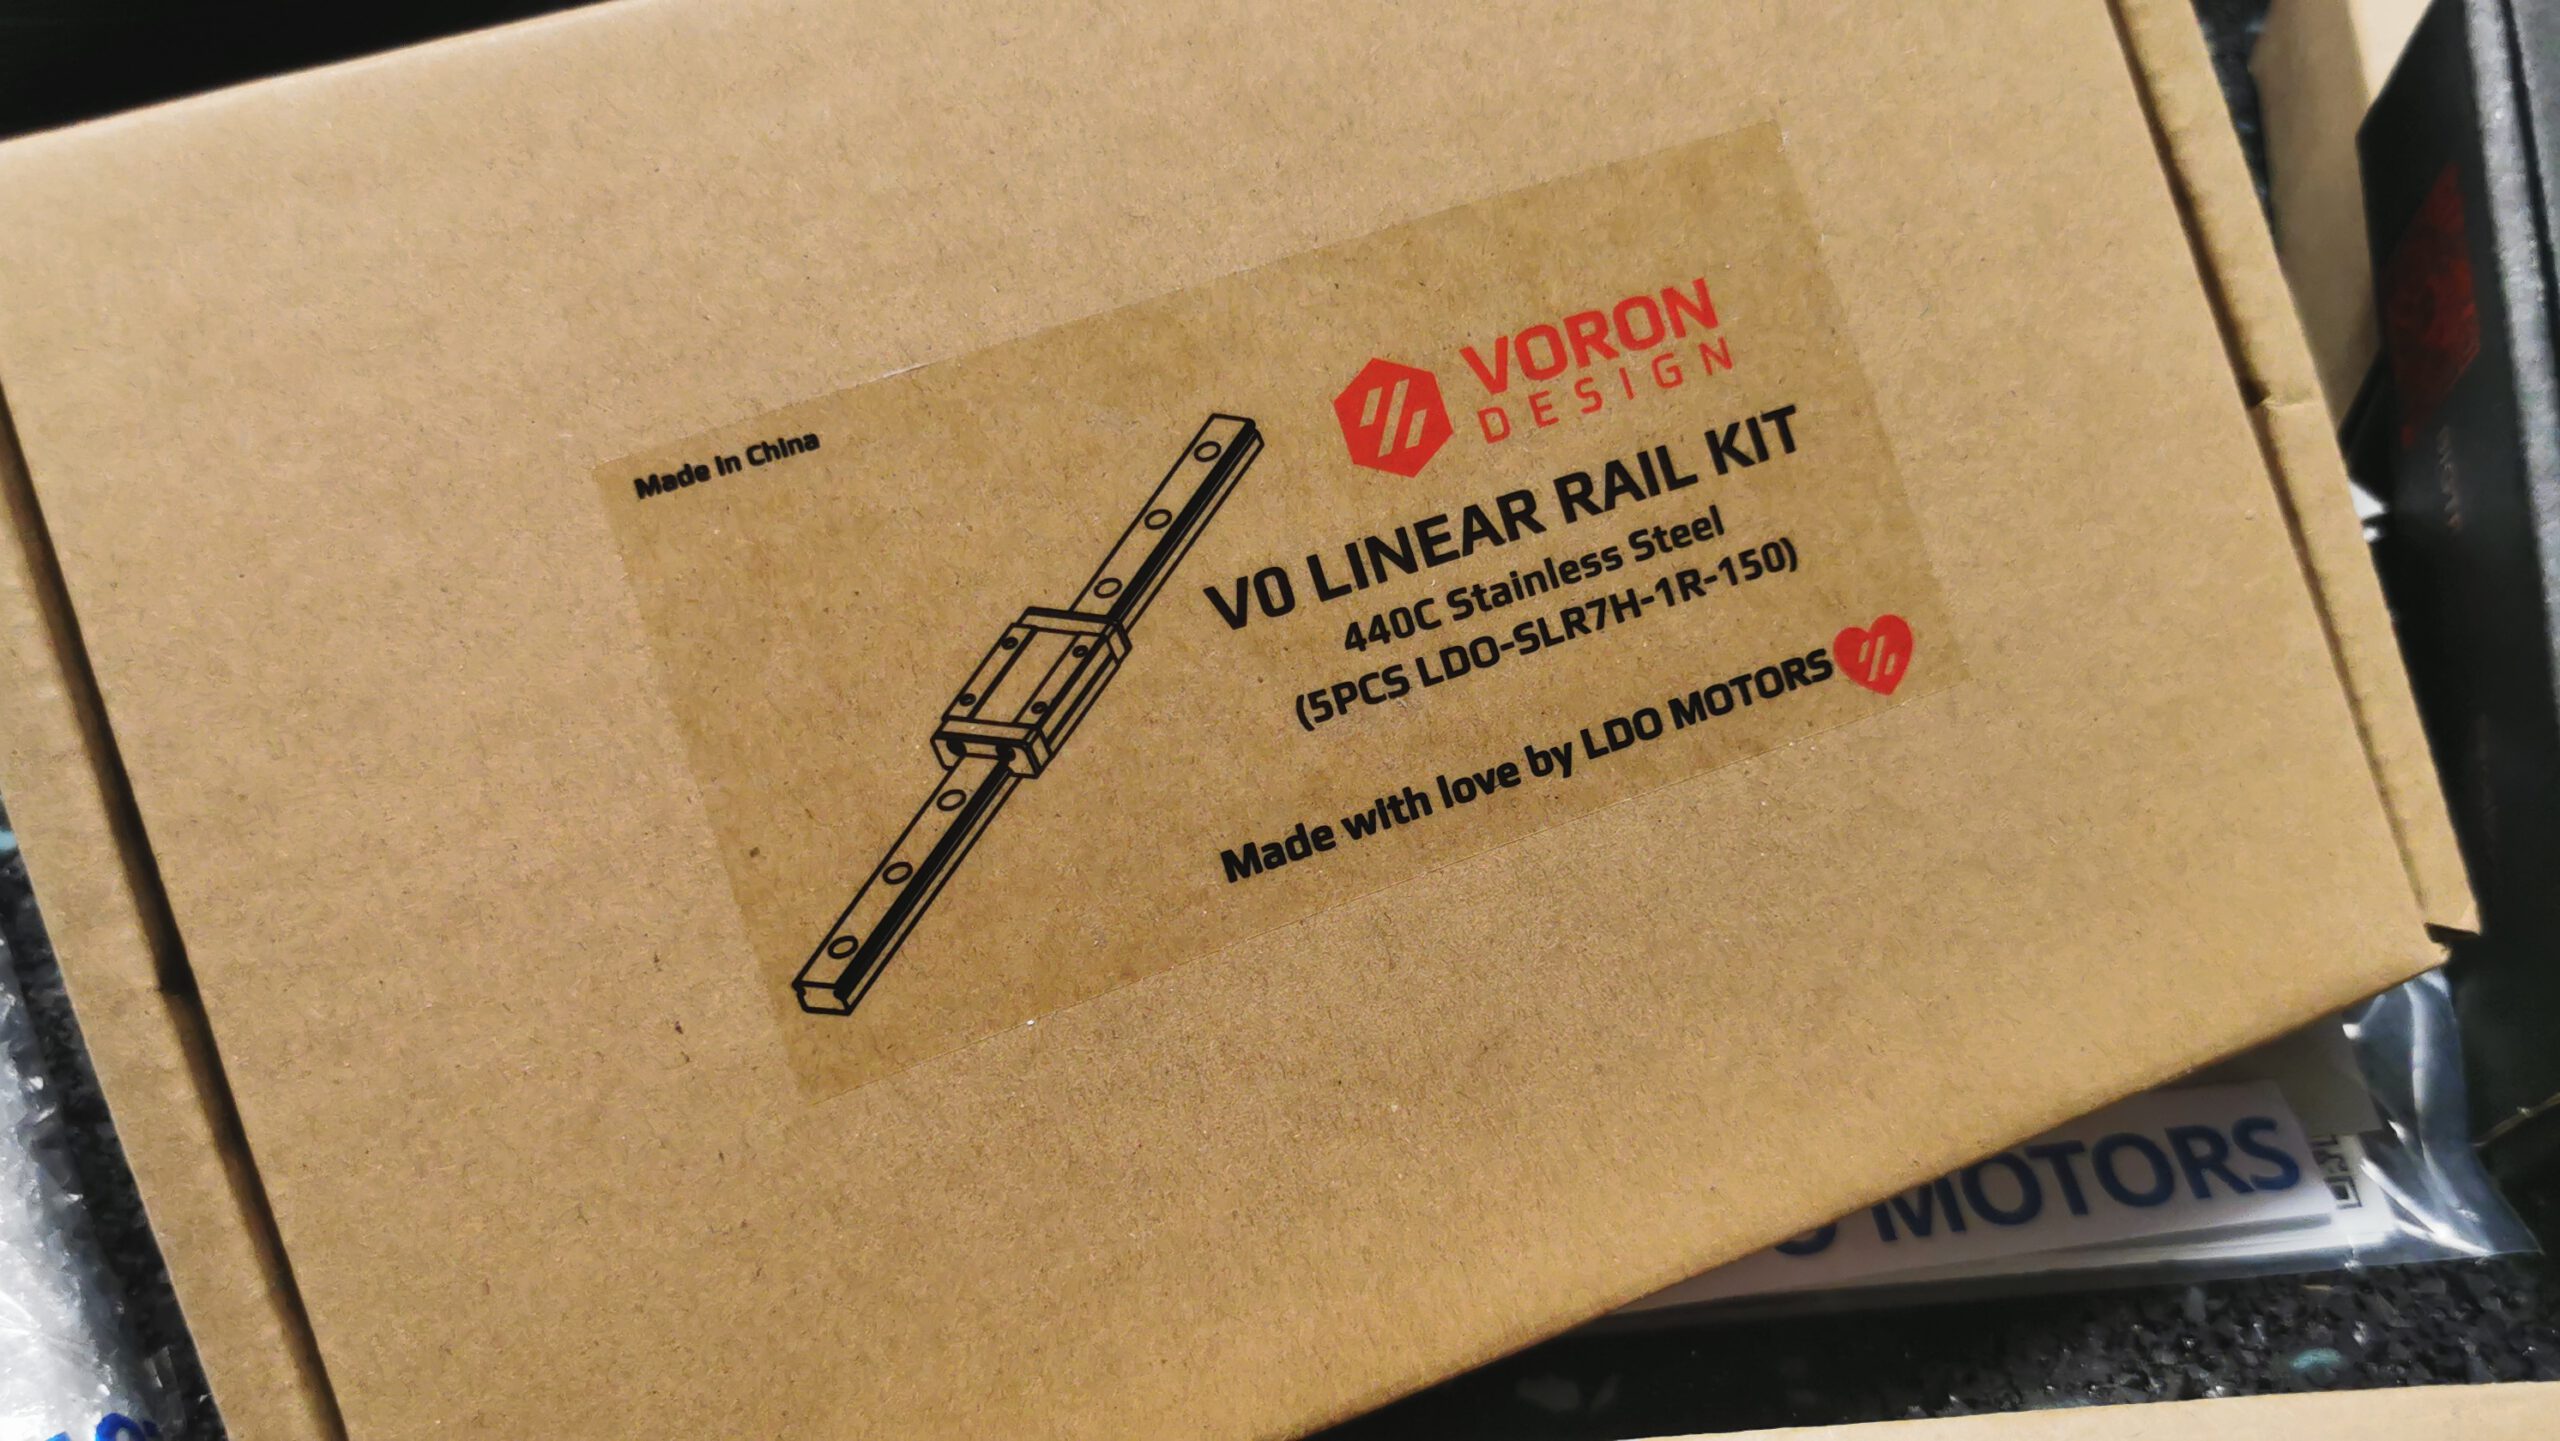 Made In China
VORON
DESIGN
V0 LINEAR RAIL KIT
440C Stainless Steel
(5PCS LDO-SLR7H-1R-150)
Made with love by LDO MOTORS
MOTORS